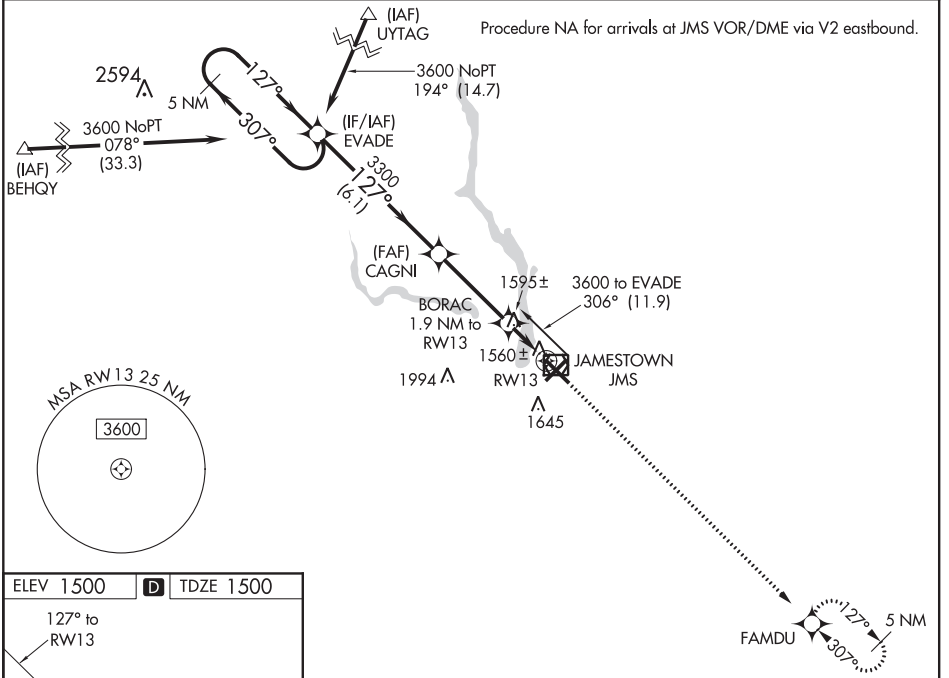 Procedure NA for arrivals at JMS VOR/DME via V2 eastbound.
(IAF)
UYTAG
3600 NoPT
194° (14.7)
2594
5 NM
127°
307°
(IF/IAF)
EVADE
3600 NoPT
078°
(33.3)
(IAF)
BEHQY
3300
127°
(6.1)
(FAF)
CAGNI
1595±
3600 to EVADE
306° (11.9)
BORAC
1.9 NM to
RW13
1560±
JAMESTOWN
JMS
RW13
1994
1645
MSA RW13 25 NM
3600
ELEV 1500
D
TDZE 1500
127° to
RW13
127°
5 NM
FAMDU
307°